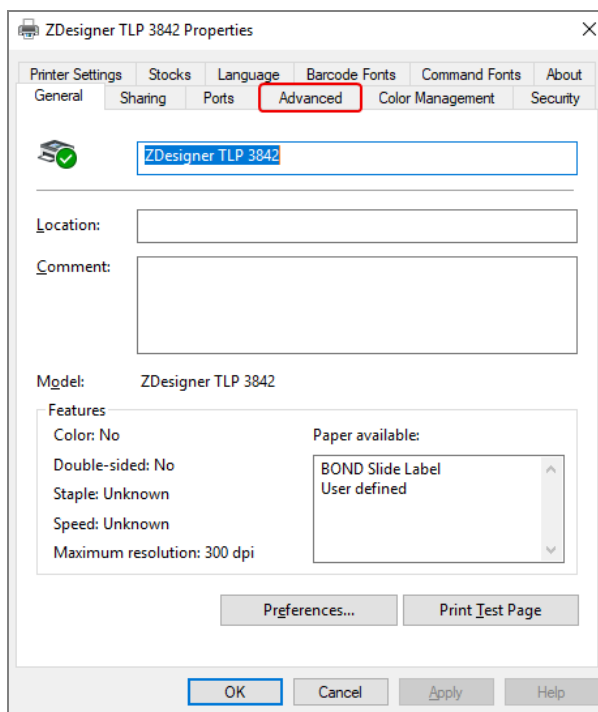 ZDesigner TLP 3842 Properties
Printer Settings Stocks Language Barcode Fonts Command Fonts About
General Sharing Ports Advanced Color Management Security
ZDesigner TLP 3842
Location:
Comment:
Model: ZDesigner TLP 3842
Features
Color: No
Paper available:
Double-sided: No
BOND Slide Label
User defined
Staple: Unknown
Speed: Unknown
Maximum resolution: 300 dpi
Preferences...
Print Test Page
OK Cancel Apply Help